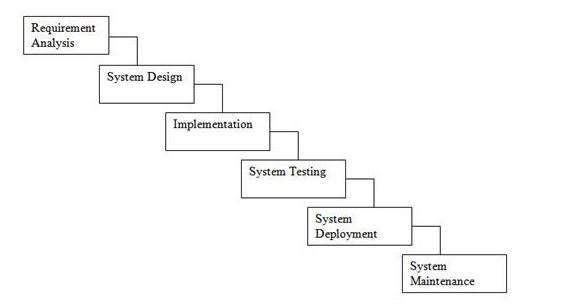 Requirement
Analysis
System Design
Implementation
System Testing
System
Deployment
System
Maintenance